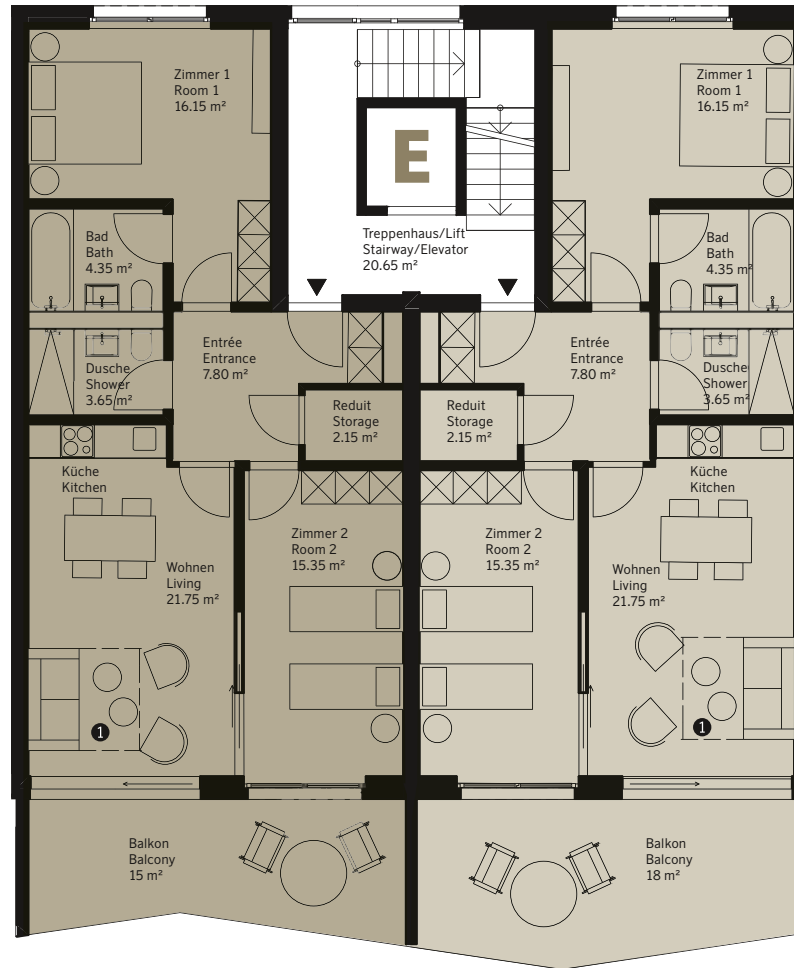 Zimmer 1
Room 1
16.15 m²
Zimmer 1
Room 1
16.15 m²
E
Treppenhaus/Lift
Stairway/Elevator
20.65 m²
Bad
Bath
4.35 m²
Bad
Bath
4.35 m²
Entrée
Entrance
7.80 m²
Entrée
Entrance
7.80 m²
Dusche
Shower
3.65 m²
Dusche
Shower
3.65 m²
Reduit
Storage
2.15 m²
Reduit
Storage
2.15 m²
Küche
Kitchen
Küche
Kitchen
Zimmer 2
Room 2
15.35 m²
Zimmer 2
Room 2
15.35 m²
Wohnen
Living
21.75 m²
Wohnen
Living
21.75 m²
1
1
Balkon
Balcony
15 m²
Balkon
Balcony
18 m²